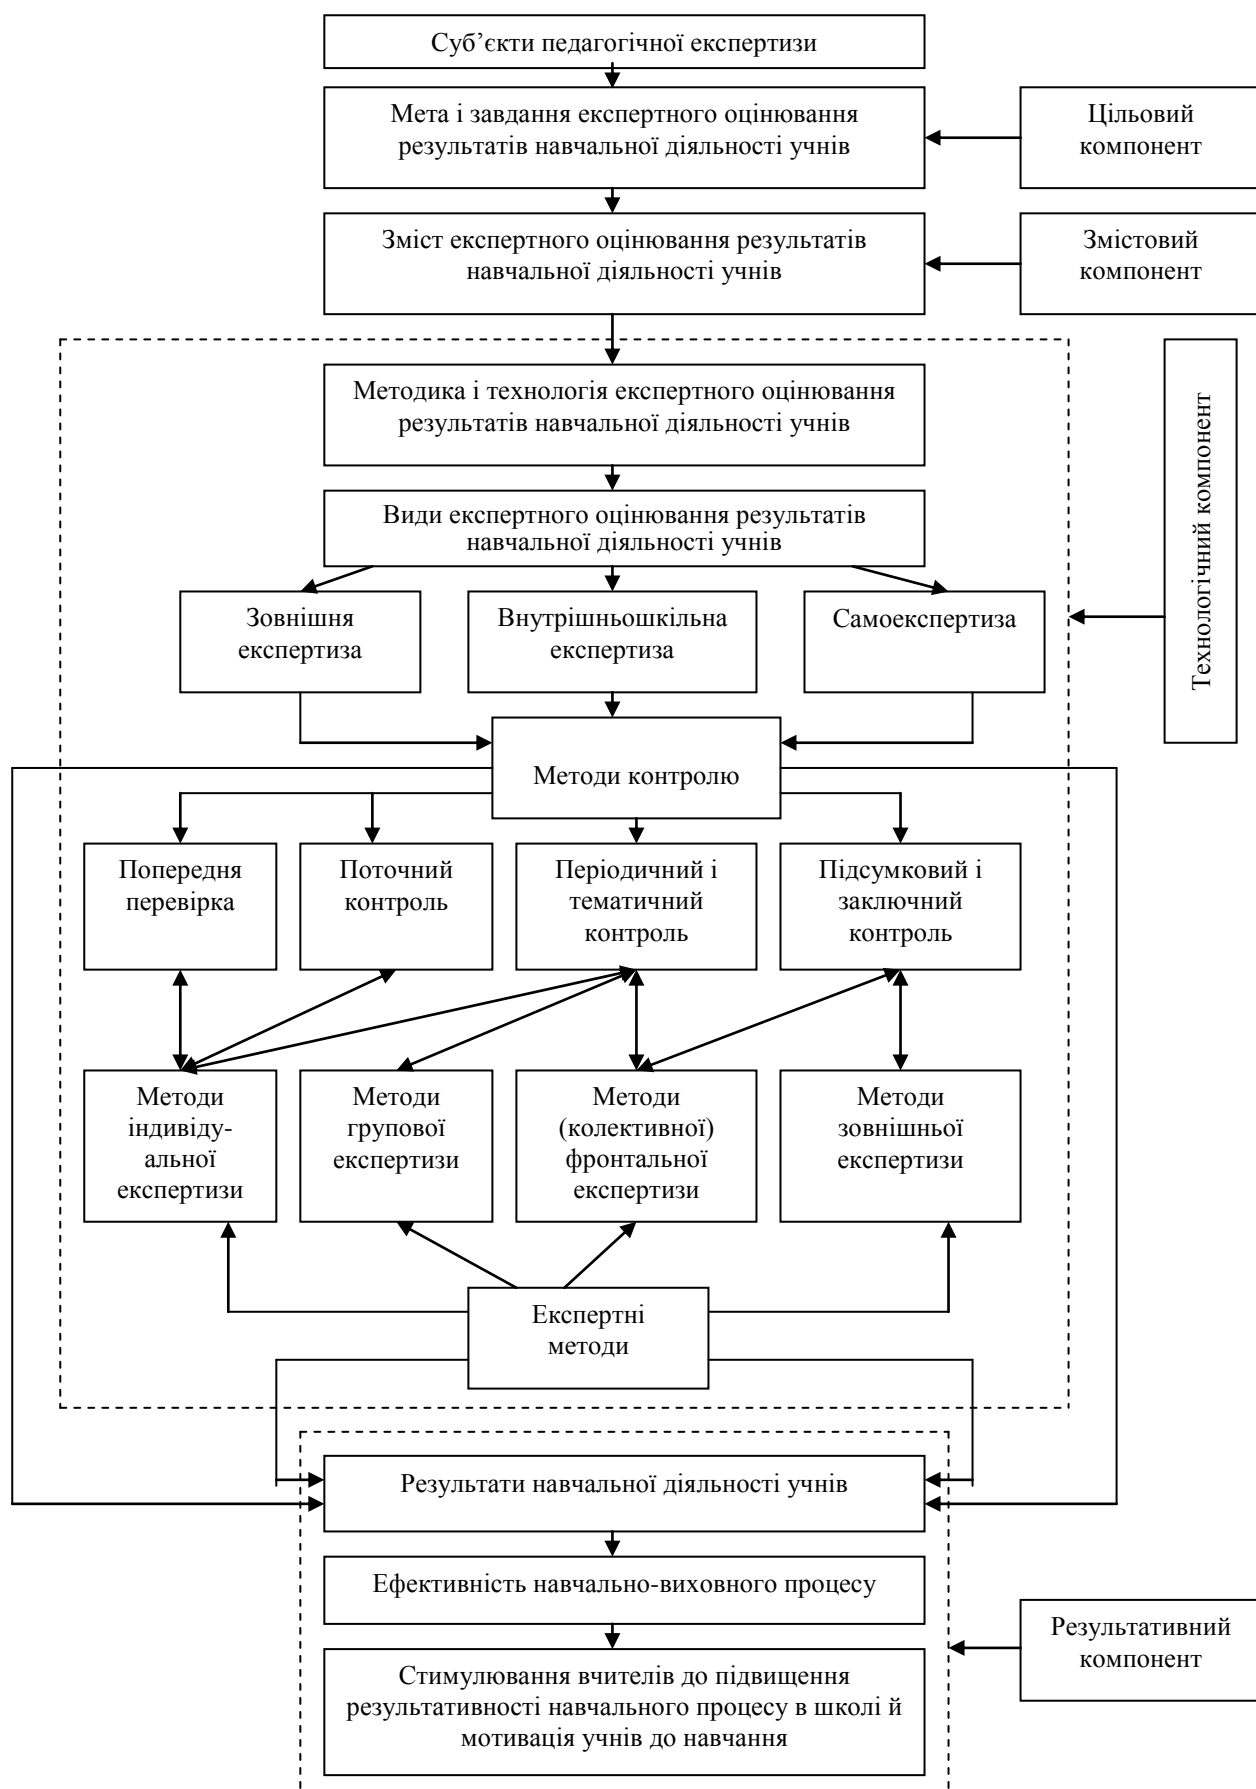 Суб’єкти педагогічної експертизи
Мета і завдання експертного оцінювання
результатів навчальної діяльності учнів
Цільовий
компонент
Зміст експертного оцінювання результатів
навчальної діяльності учнів
Змістовий
компонент
Методика і технологія експертного оцінювання
результатів навчальної діяльності учнів
Технологічний компонент
Види експертного оцінювання результатів
навчальної діяльності учнів
Зовнішня
експертиза
Внутрішньошкільна
експертиза
Самоекспертиза
Методи контролю
Попередня
перевірка
Поточний
контроль
Періодичний і
тематичний
контроль
Підсумковий і
заключний
контроль
Методи
індивіду-
альної
експертизи
Методи
групової
експертизи
Методи
(колективної)
фронтальної
експертизи
Методи
зовнішньої
експертизи
Експертні
методи
Результати навчальної діяльності учнів
Ефективність навчально-виховного процесу
Результативний
компонент
Стимулювання вчителів до підвищення
результативності навчального процесу в школі й
мотивація учнів до навчання